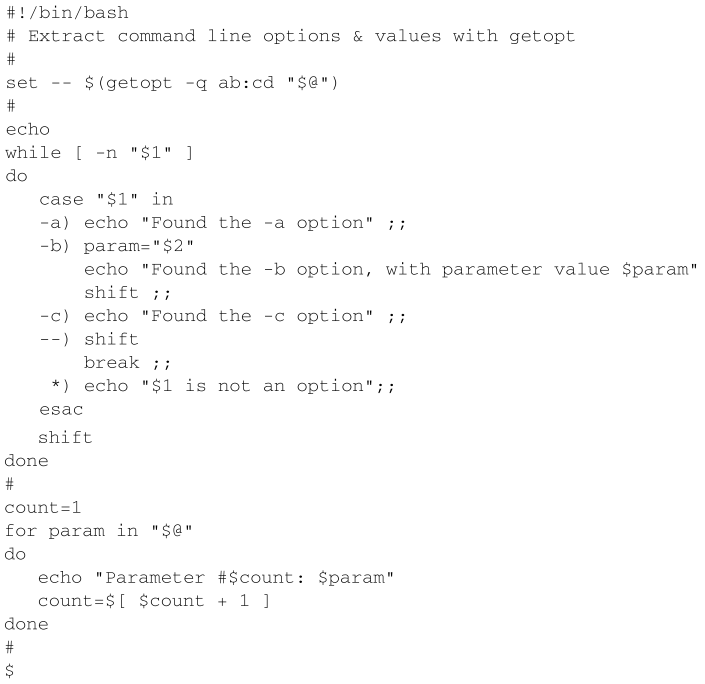 #!/bin/bash
# Extract command line options & values with getopt
#
set -- $(getopt -q ab:cd "$@")
#
echo
while [ -n "$1" ]
do
   case "$1" in
   -a) echo "Found the -a option" ;;
   -b) param="$2"
       echo "Found the -b option, with parameter value $param"
       shift ;;
   -c) echo "Found the -c option" ;;
   --) shift
       break ;;
    *) echo "$1 is not an option";;
   esac
   shift
done
#
count=1
for param in "$@"
do
   echo "Parameter #$count: $param"
   count=$[ $count + 1 ]
done
#
$